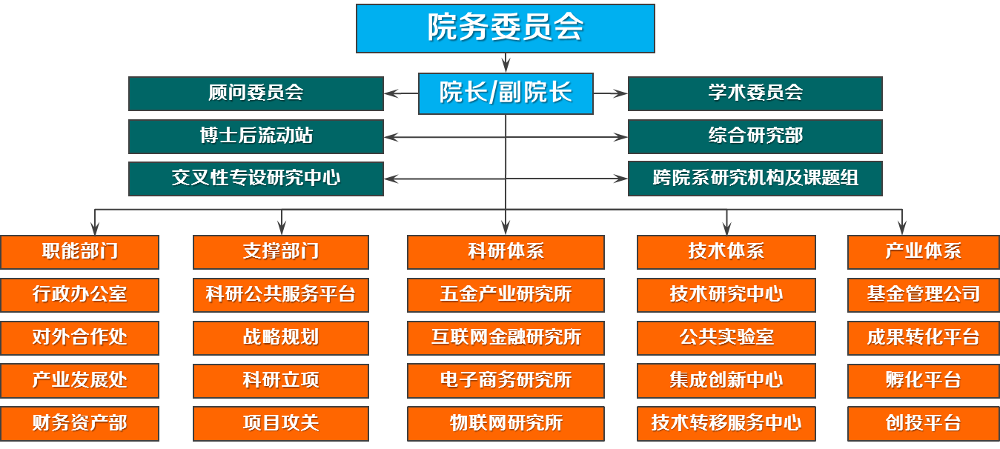 院务委员会
院长/副院长
顾问委员会
学术委员会
博士后流动站
综合研究部
交叉性专设研究中心
跨院系研究机构及课题组
职能部门
支撑部门
科研体系
技术体系
产业体系
行政办公室
科研公共服务平台
五金产业研究所
技术研究中心
基金管理公司
对外合作处
战略规划
互联网金融研究所
公共实验室
成果转化平台
产业发展处
科研立项
电子商务研究所
集成创新中心
孵化平台
财务资产部
项目攻关
物联网研究所
技术转移服务中心
创投平台